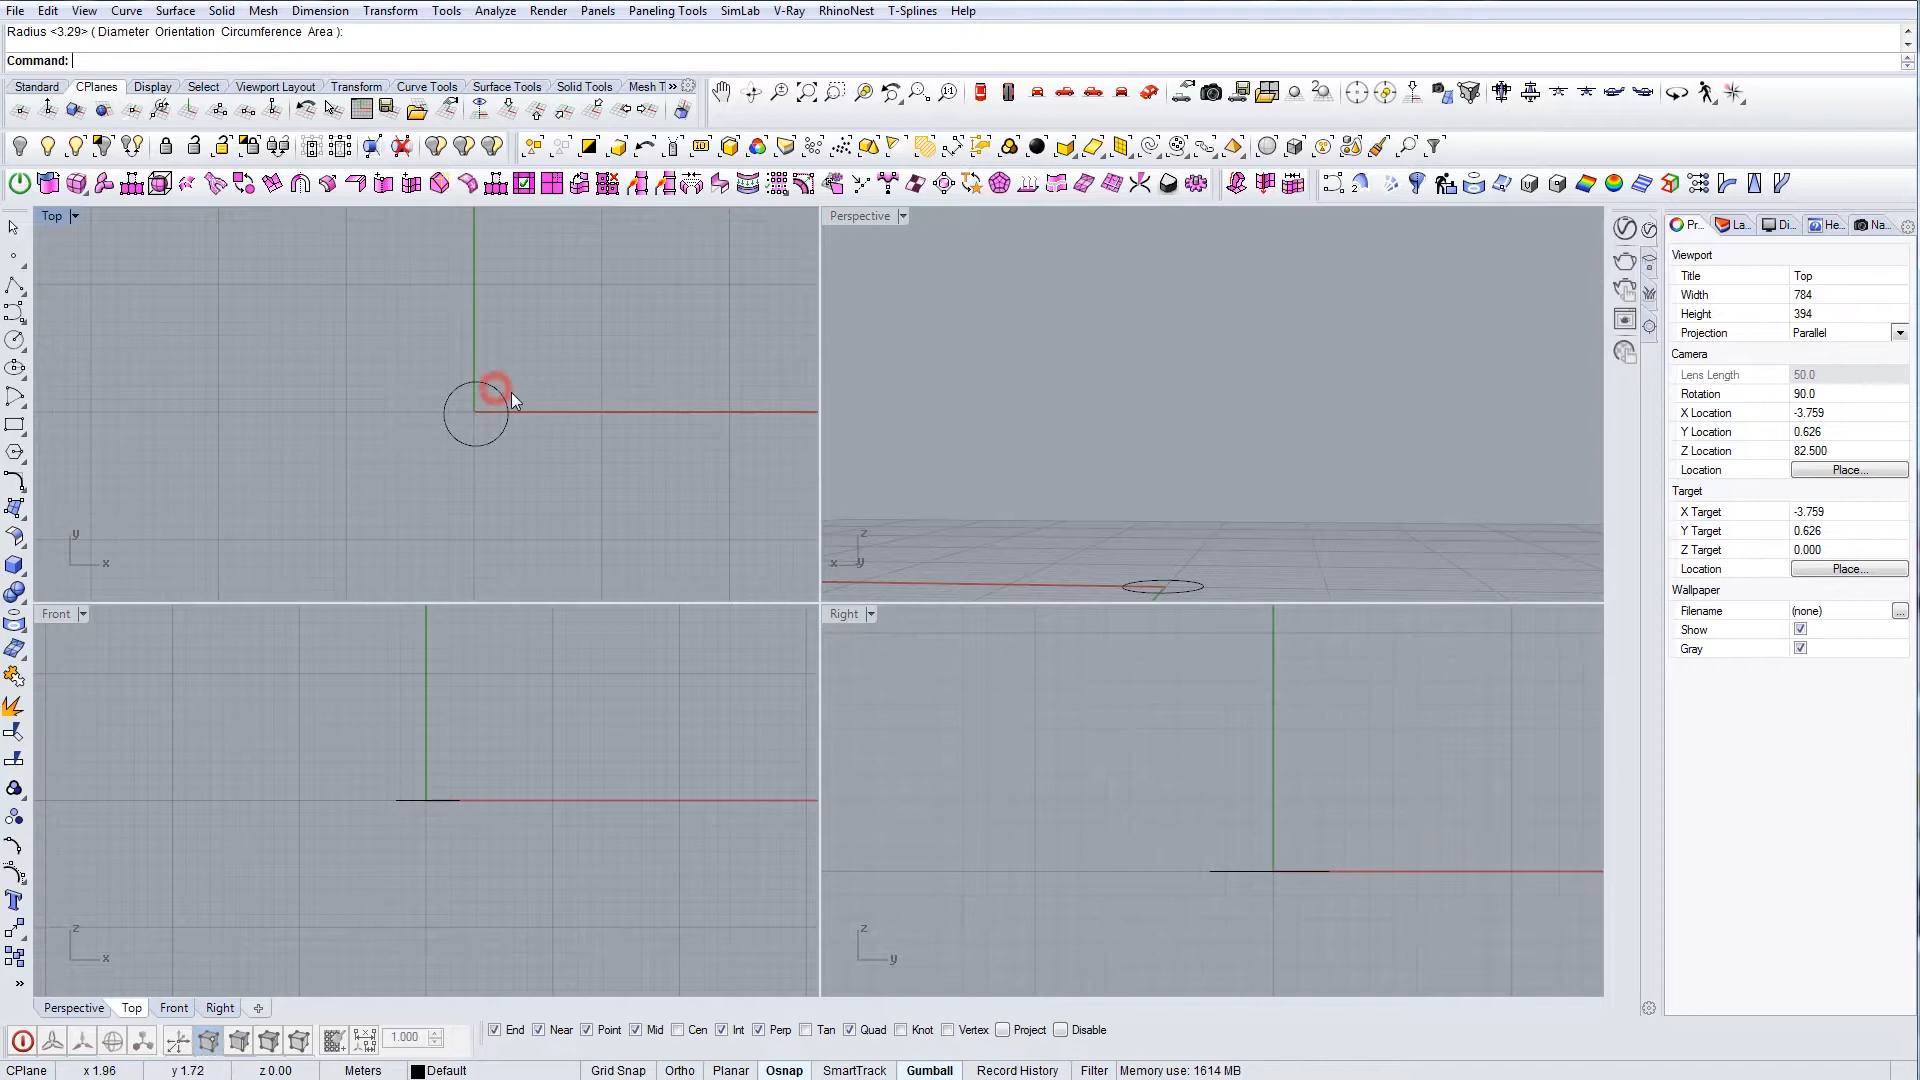 File Edit View Curve Surface Solid Mesh Dimension Transform Tools Analyze Render Panels Paneling Tools SimLab V-Ray RhinoNest T-Splines Help
Radius <3.29> ( Diameter Orientation Circumference Area ):
Command:
Standard CPlanes Display Select Viewport Layout Transform Curve Tools Surface Tools Solid Tools Mesh T »
Top
Perspective
Pr... La... Di... He... Na...
Viewport
Title Top
Width 784
Height 394
Projection Parallel
Camera
Lens Length 50.0
Rotation 90.0
X Location -3.759
Y Location 0.626
Z Location 82.500
Location Place...
Target
X Target -3.759
Y Target 0.626
Z Target 0.000
Location Place...
Wallpaper
Filename (none) ...
Show
Gray
y
x
z
x y
Front
Right
z
x
z
y
»
Perspective Top Front Right
1.000
End Near Point Mid Cen Int Perp Tan Quad Knot Vertex Project Disable
CPlane x 1.96 y 1.72 z 0.00 Meters Default Grid Snap Ortho Planar Osnap SmartTrack Gumball Record History Filter Memory use: 1614 MB